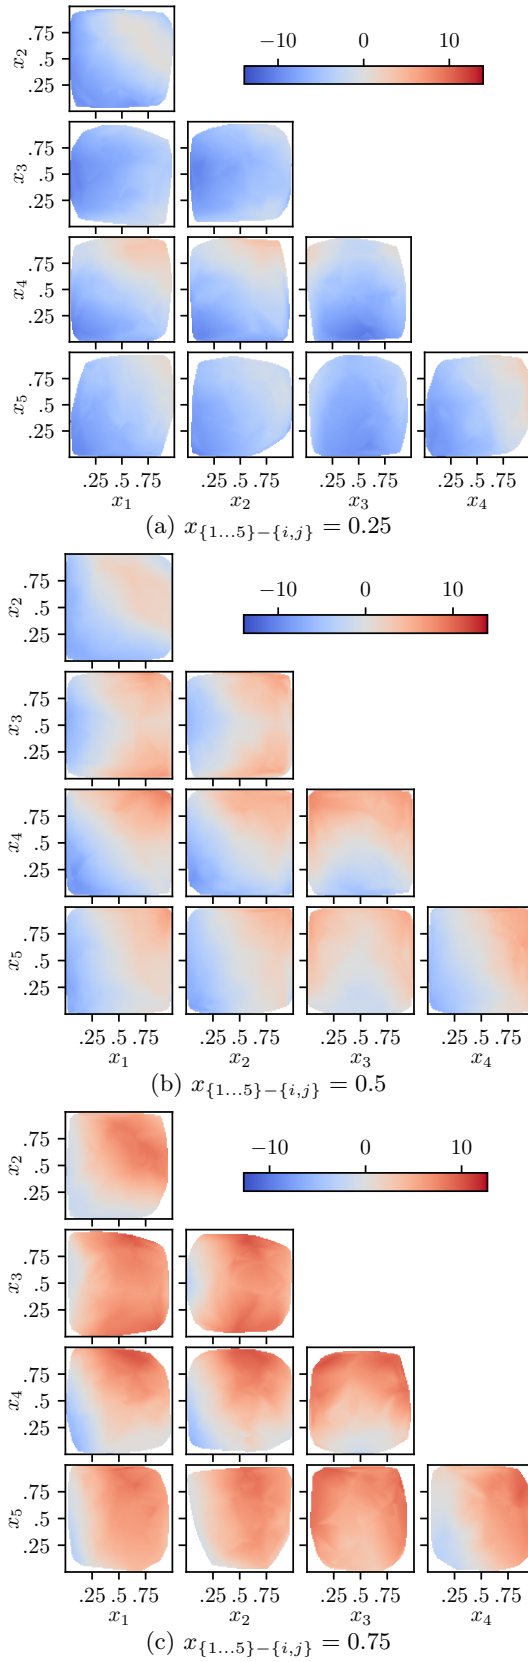 −10 0 10
x2 .75 .5 .25
x3 .75 .5 .25
x4 .75 .5 .25
x5 .75 .5 .25
.25 .5 .75 .25 .5 .75 .25 .5 .75 .25 .5 .75
x1 x2 x3 x4
(a) x{1...5}−{i,j} = 0.25
−10 0 10
x2 .75 .5 .25
x3 .75 .5 .25
x4 .75 .5 .25
x5 .75 .5 .25
.25 .5 .75 .25 .5 .75 .25 .5 .75 .25 .5 .75
x1 x2 x3 x4
(b) x{1...5}−{i,j} = 0.5
−10 0 10
x2 .75 .5 .25
x3 .75 .5 .25
x4 .75 .5 .25
x5 .75 .5 .25
.25 .5 .75 .25 .5 .75 .25 .5 .75 .25 .5 .75
x1 x2 x3 x4
(c) x{1...5}−{i,j} = 0.75